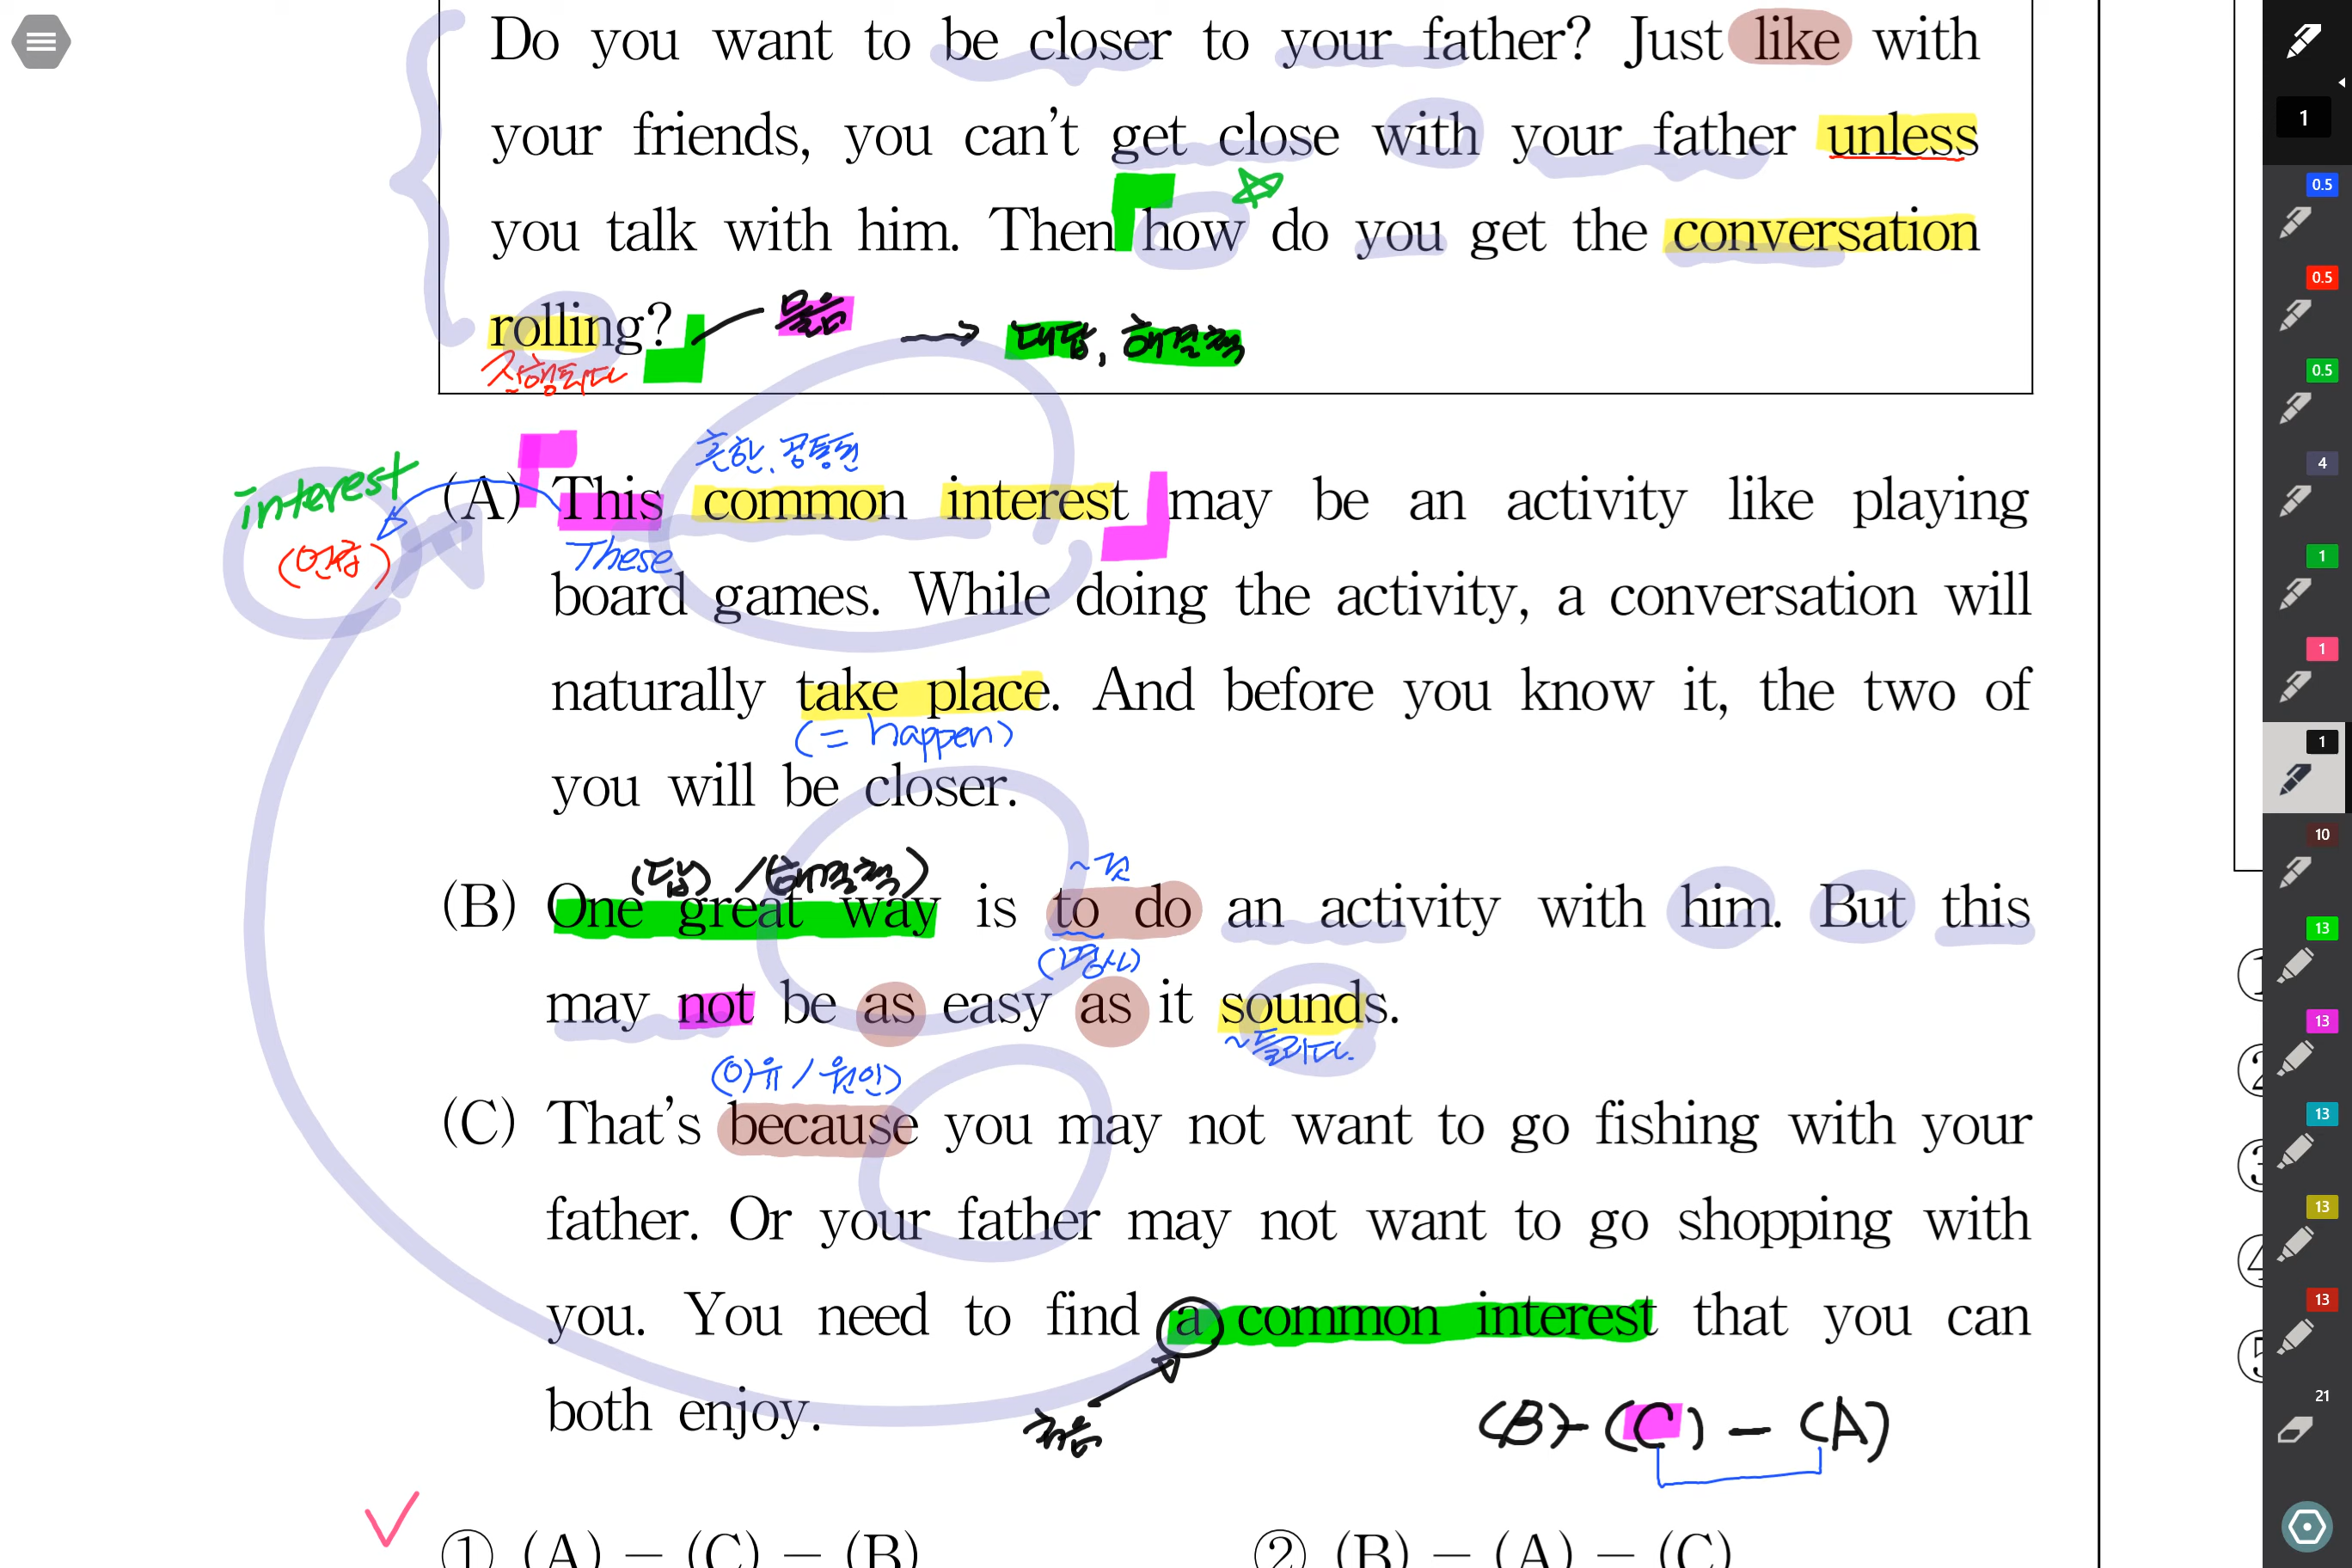 Do you want to be closer to your father? Just like with
your friends, you can't get close with your father unless
you talk with him. Then how do you get the conversation
rolling? 물음 → 대답, 해결책
진행되다
흔한, 공통된
interest
(A) This common interest may be an activity like playing
(언급)
These
board games. While doing the activity, a conversation will
naturally take place. And before you know it, the two of
(= happen)
you will be closer.
(답) / (해결책)
~것
(B) One great way is to do an activity with him. But this
(명사)
may not be as easy as it sounds.
~들리다.
(이유 / 원인)
(C) That's because you may not want to go fishing with your
father. Or your father may not want to go shopping with
you. You need to find a common interest that you can
both enjoy.
처음
(B) - (C) - (A)
① (A) - (C) - (B)
② (B) - (A) - (C)
1
0.5
0.5
0.5
4
1
1
1
10
13
13
13
13
13
21
①
②
③
④
⑤